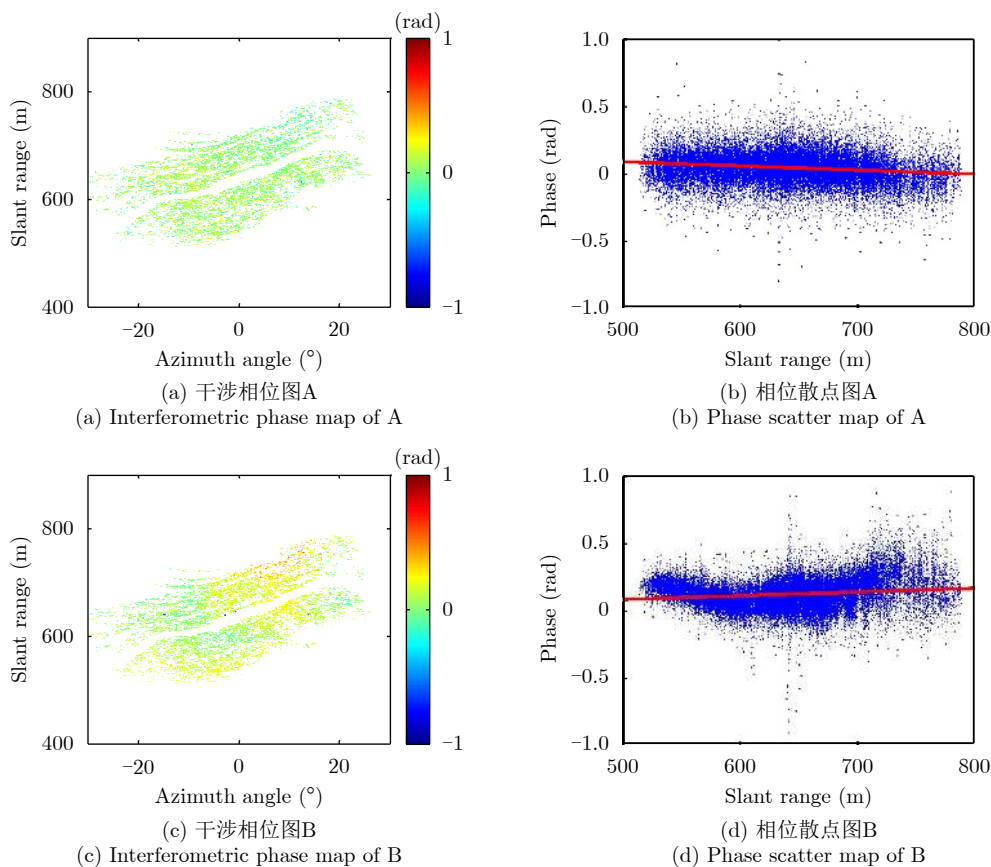 (rad)
1
800
Slant range (m)
600
0
400
−1
−20
0
20
Azimuth angle (°)
(a) 干涉相位图A
(a) Interferometric phase map of A
1.0
0.5
Phase (rad)
0
−0.5
−1.0
500
600
700
800
Slant range (m)
(b) 相位散点图A
(b) Phase scatter map of A
(rad)
1
800
Slant range (m)
600
0
400
−1
−20
0
20
Azimuth angle (°)
(c) 干涉相位图B
(c) Interferometric phase map of B
1.0
0.5
Phase (rad)
0
−0.5
−1.0
500
600
700
800
Slant range (m)
(d) 相位散点图B
(d) Phase scatter map of B